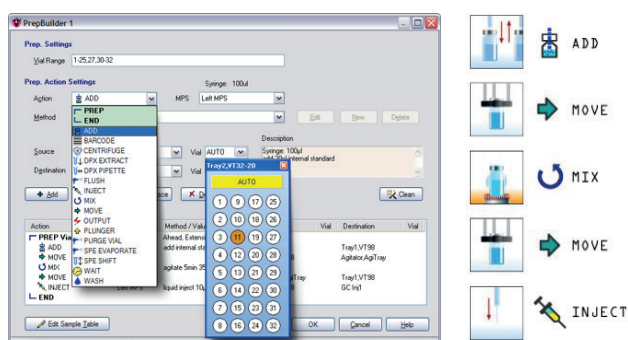 PrepBuilder 1
Prep. Settings
Vial Range 1-25,27,30-32
Prep. Action Settings
Syringe: 100ul
Action ADD MPS Left MPS
Method Edit New Delete
Description
Source Vial AUTO Syringe: 100ul
internal standard
Destination Vial
Add Clean
PREP
END
ADD
BARCODE
CENTRIFUGE
DPX EXTRACT
DPX PIPETTE
FLUSH
INJECT
MIX
MOVE
OUTPUT
PLUNGER
PURGE VIAL
SPE EVAPORATE
SPE SHIFT
WAIT
WASH
Tray2,VT32-20
AUTO
1 9 17 25
2 10 18 26
3 11 19 27
4 12 20 28
5 13 21 29
6 14 22 30
7 15 23 31
8 16 24 32
Action Vial Destination Vial
PREP Ahead,
ADD add internal Tray1,VT98
MOVE Agitator,AgiTray
MIX agitate 5min
MOVE Tray1,VT98
INJECT Left MPS liquid inject GC Inj1
END
Edit Sample Table OK Cancel Help
ADD
MOVE
MIX
MOVE
INJECT